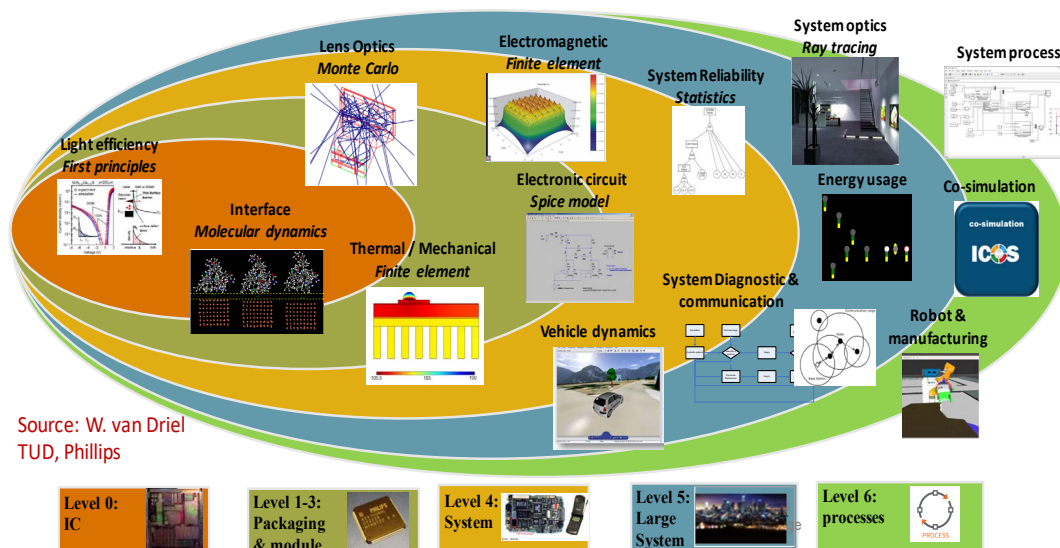 System optics
Ray tracing
Electromagnetic
Finite element
Lens Optics
Monte Carlo
System process
System Reliability
Statistics
Light efficiency
First principles
Electronic circuit
Spice model
Energy usage
Co-simulation
co-simulation
ICOS
Interface
Molecular dynamics
Thermal / Mechanical
Finite element
System Diagnostic &
communication
Vehicle dynamics
Robot &
manufacturing
Source: W. van Driel
TUD, Phillips
Level 0:
IC
Level 1-3:
Packaging
& module
PHILIPS
Level 4:
System
Level 5:
Large
System
Level 6:
processes
PROCESS